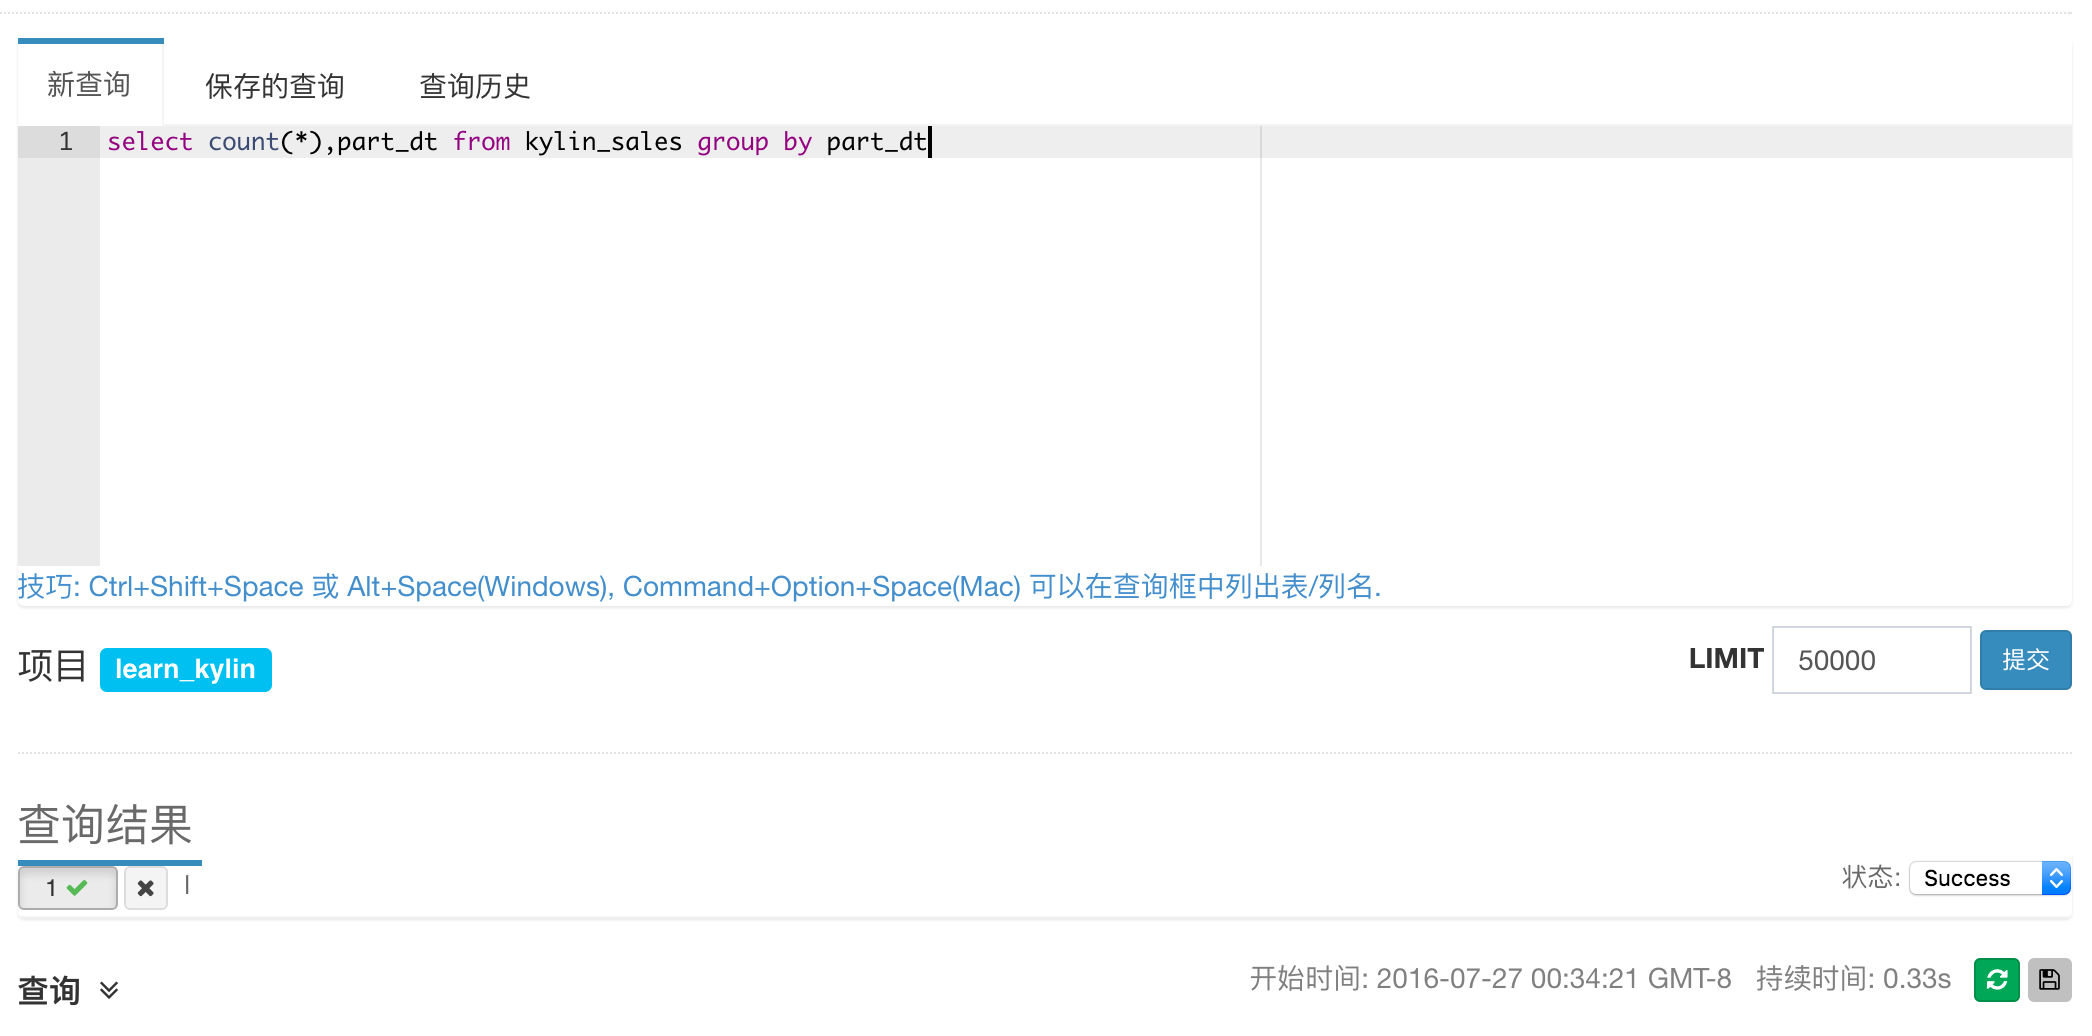 新查询 保存的查询 查询历史
1 select count(*),part_dt from kylin_sales group by part_dt
技巧: Ctrl+Shift+Space 或 Alt+Space(Windows), Command+Option+Space(Mac) 可以在查询框中列出表/列名.
项目 learn_kylin LIMIT 50000 提交
查询结果
1 状态: Success
查询 开始时间: 2016-07-27 00:34:21 GMT-8 持续时间: 0.33s